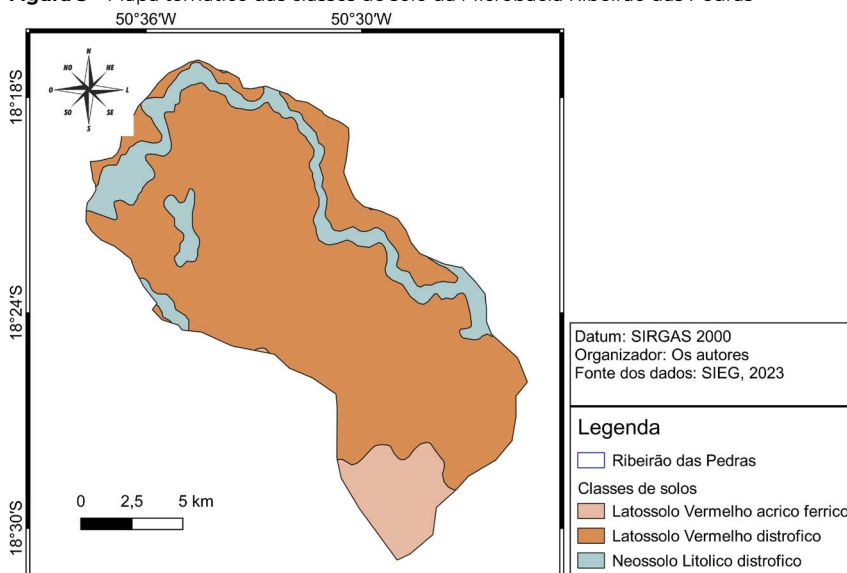 50°36'W 50°30'W
N
NO NE
O L
SO SE
S
18°18'S
18°24'S
18°30'S
0 2,5 5 km
Datum: SIRGAS 2000
Organizador: Os autores
Fonte dos dados: SIEG, 2023
Legenda
Ribeirão das Pedras
Classes de solos
Latossolo Vermelho acrico ferrico
Latossolo Vermelho distrofico
Neossolo Litolico distrofico